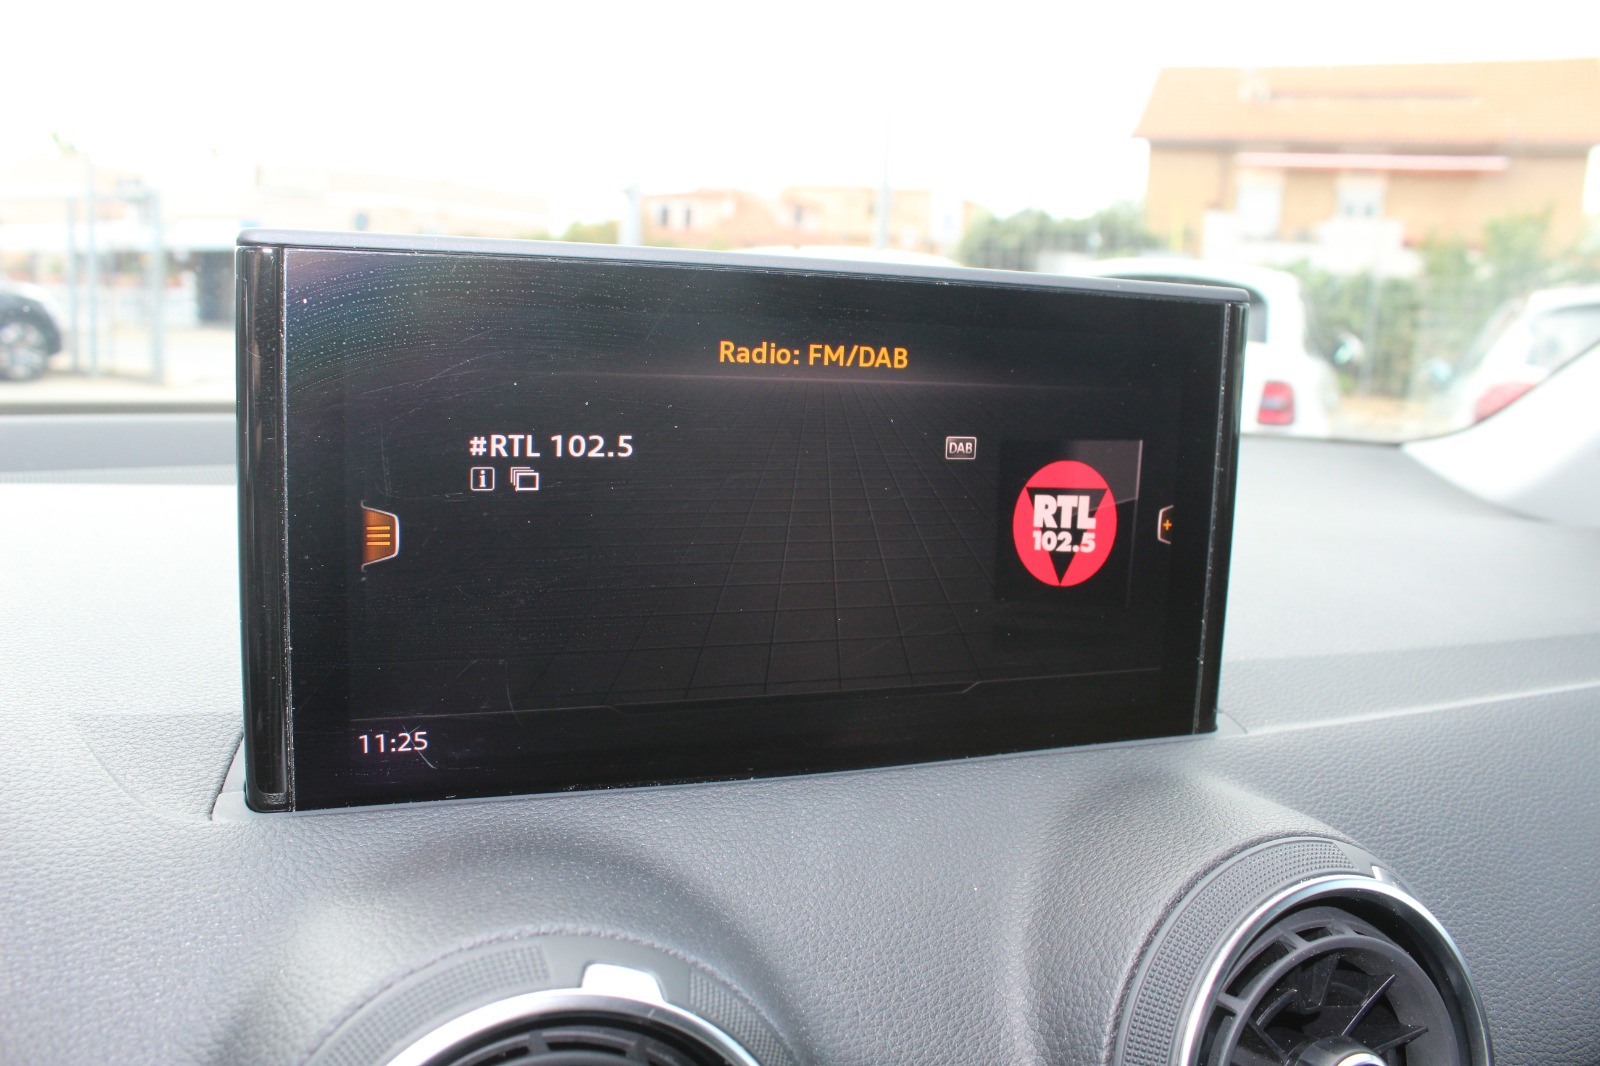 Radio: FM/DAB
#RTL 102.5
DAB
i
RTL
102.5
11:25